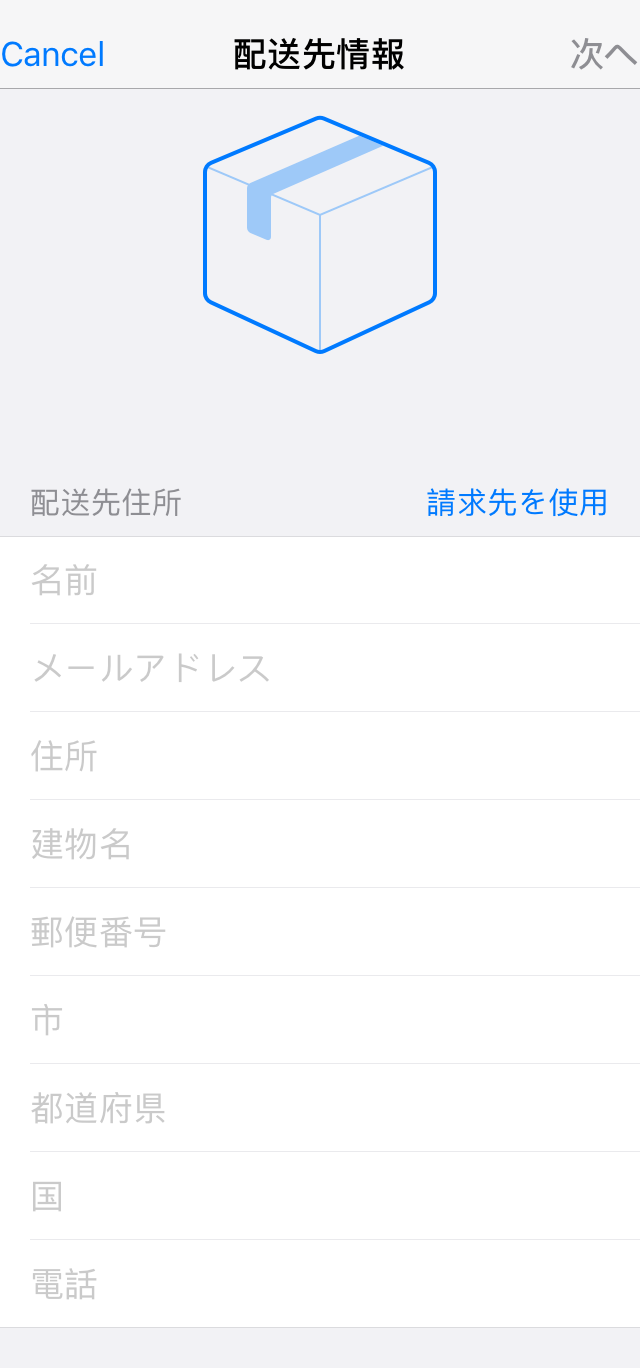 Cancel 配送先情報 次へ
配送先住所 請求先を使用
名前
メールアドレス
住所
建物名
郵便番号
市
都道府県
国
電話